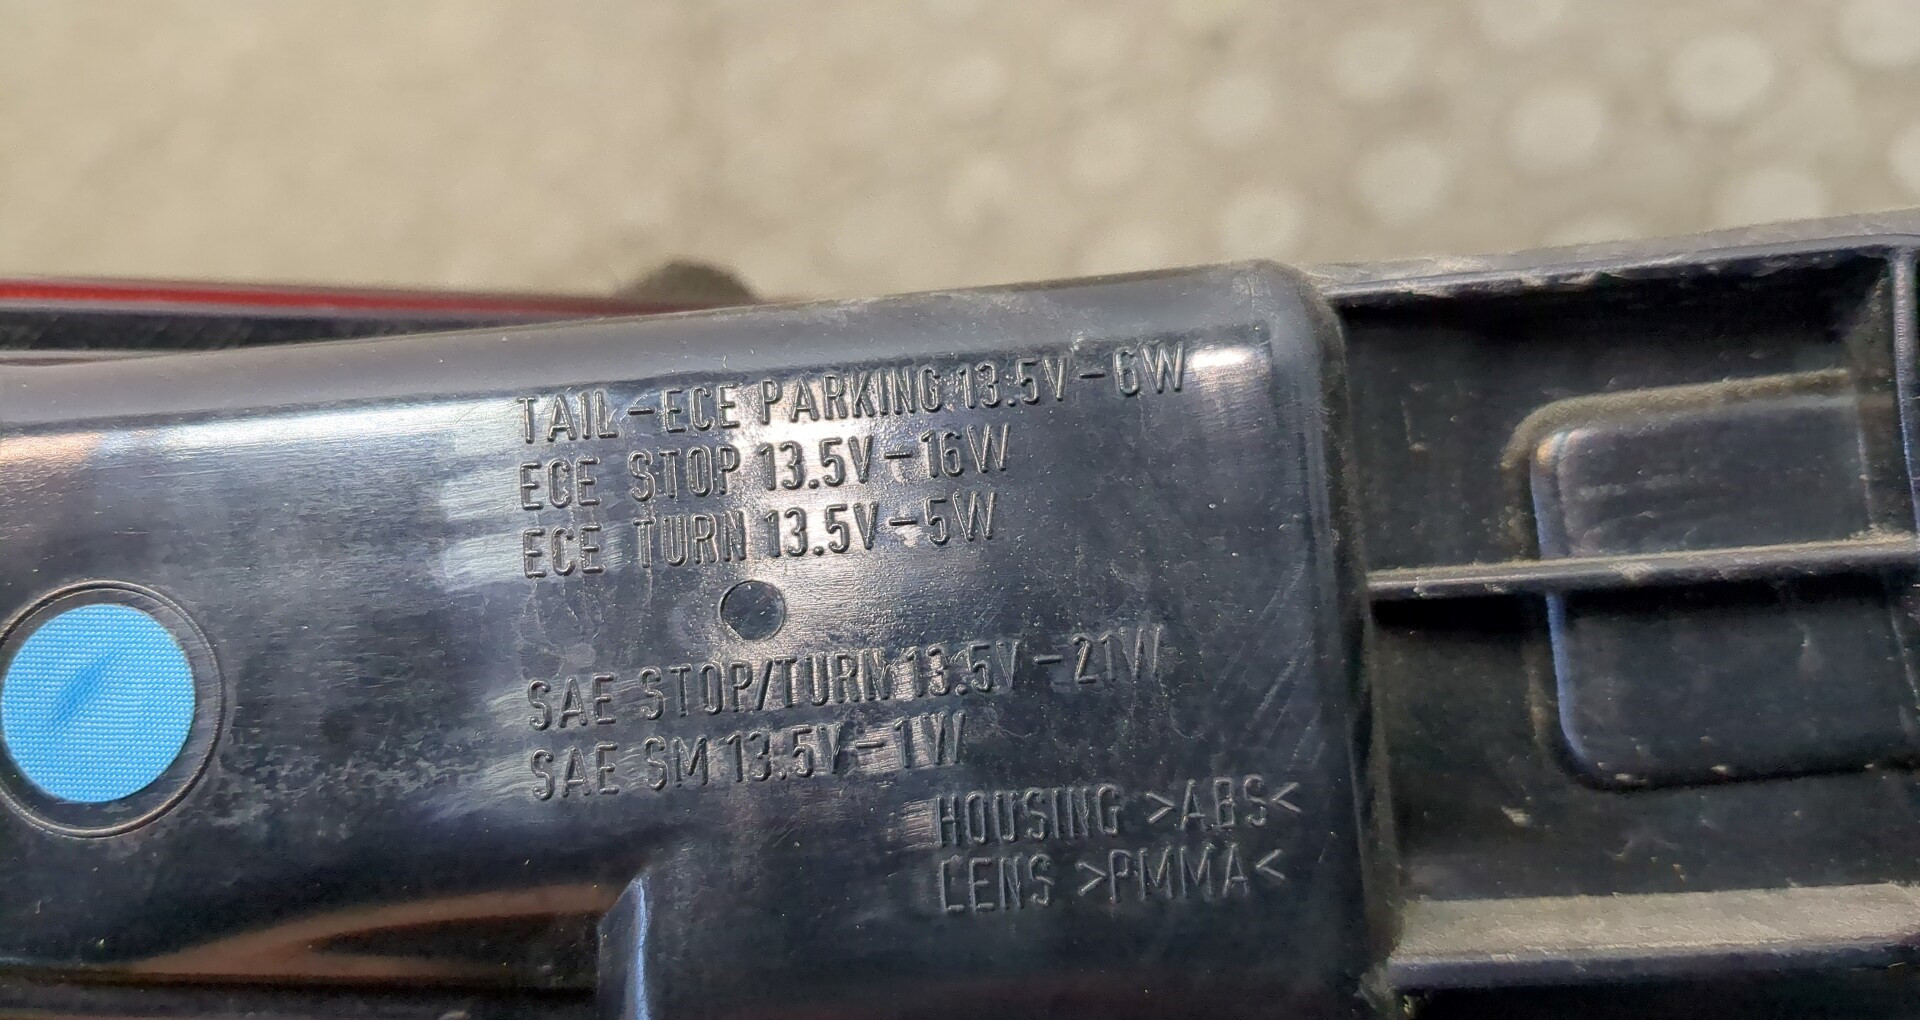 TAIL-ECE PARKING 13.5V-6W
ECE STOP 13.5V-16W
ECE TURN 13.5V-5W
SAE STOP/TURN 13.5V-21W
SAE SM 13.5V-1W
HOUSING >ABS<
LENS >PMMA<